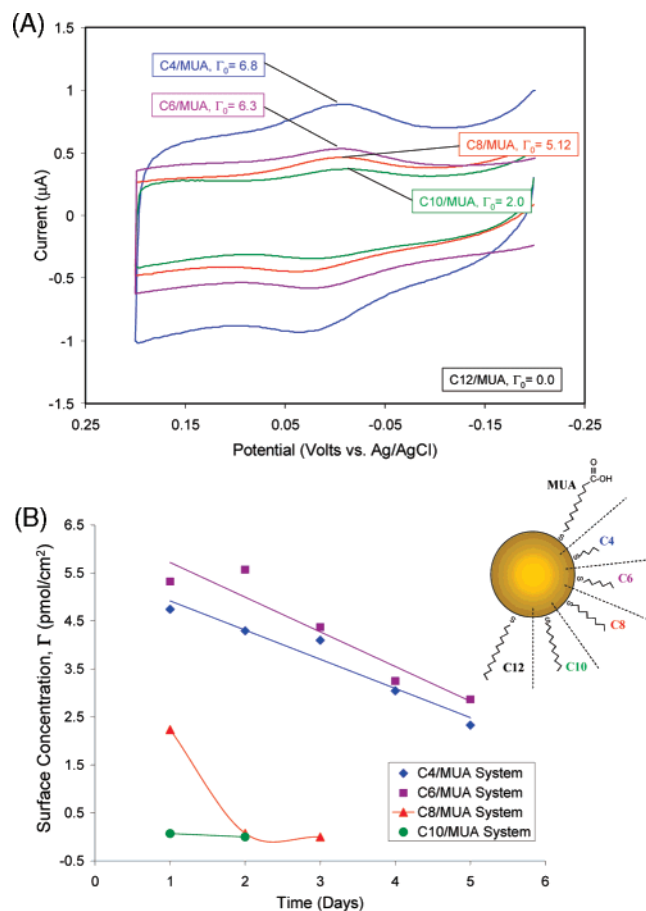 (A)
1.5
1
0.5
0
-0.5
-1
-1.5
Current (μA)
C4/MUA, Γ₀ = 6.8
C6/MUA, Γ₀ = 6.3
C8/MUA, Γ₀ = 5.12
C10/MUA, Γ₀ = 2.0
C12/MUA, Γ₀ = 0.0
0.25 0.15 0.05 -0.05 -0.15 -0.25
Potential (Volts vs. Ag/AgCl)
(B)
6.5
5.5
4.5
3.5
2.5
1.5
0.5
-0.5
Surface Concentration, Γ (pmol/cm²)
O
C-OH
MUA
S
S C4
S C6
S C8
S S
C12 C10
C4/MUA System
C6/MUA System
C8/MUA System
C10/MUA System
0 1 2 3 4 5 6
Time (Days)